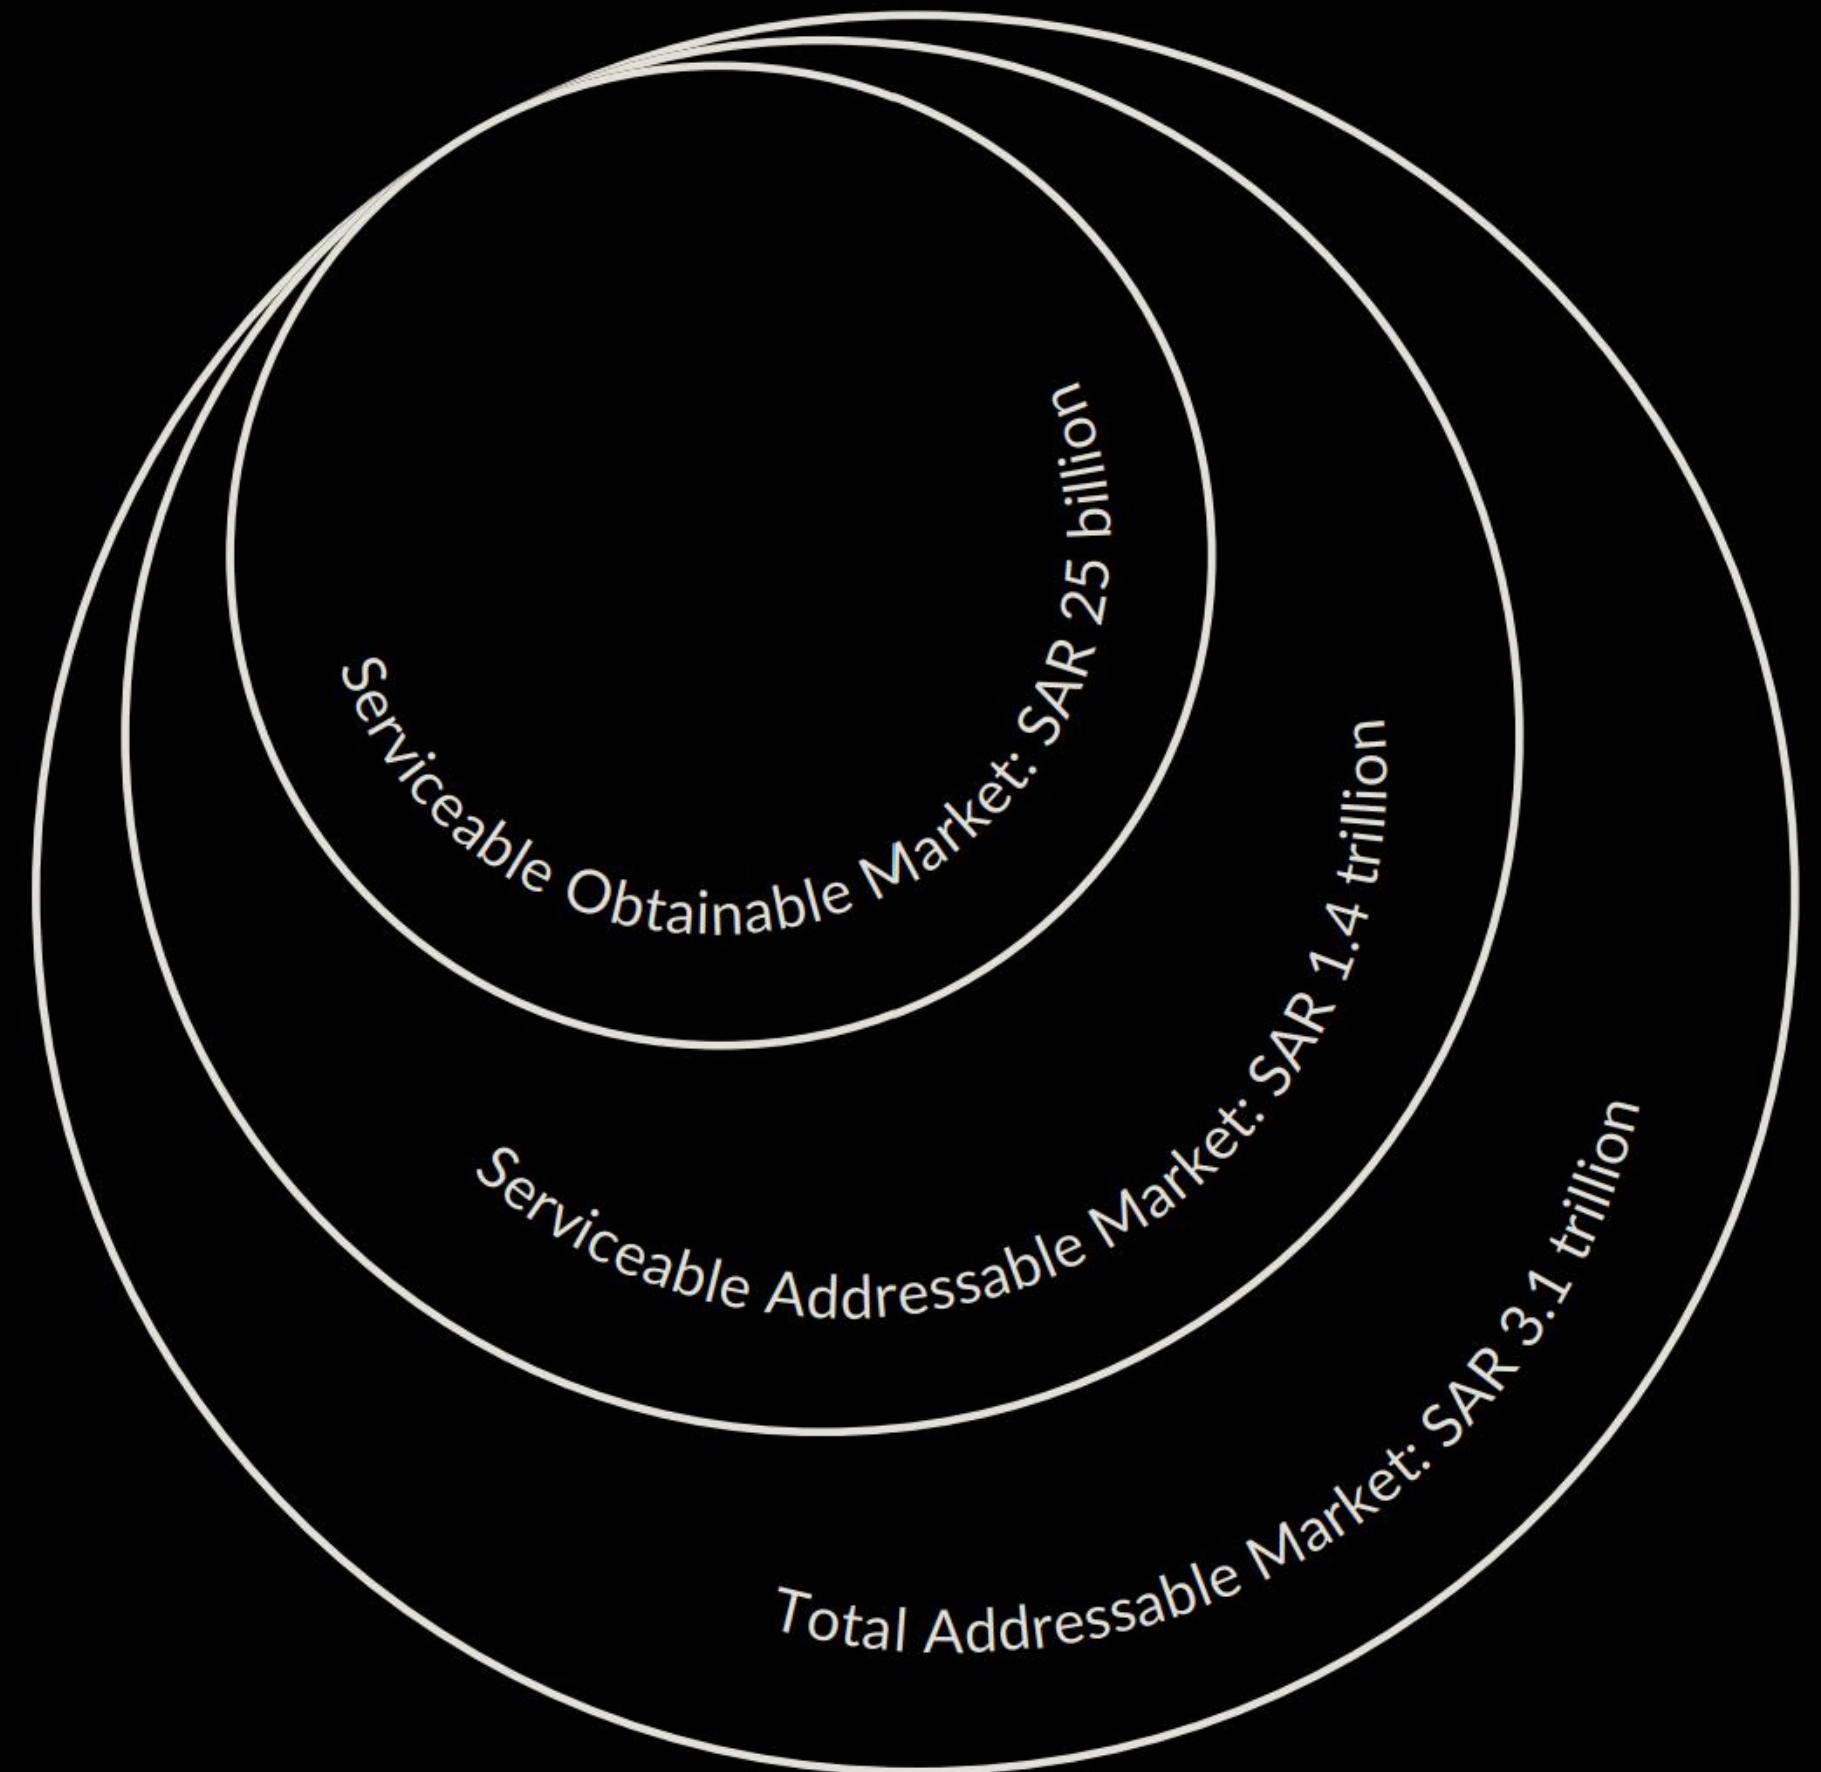 Serviceable Obtainable Market: SAR 25 billion
Serviceable Addressable Market: SAR 1.4 trillion
Total Addressable Market: SAR 3.1 trillion